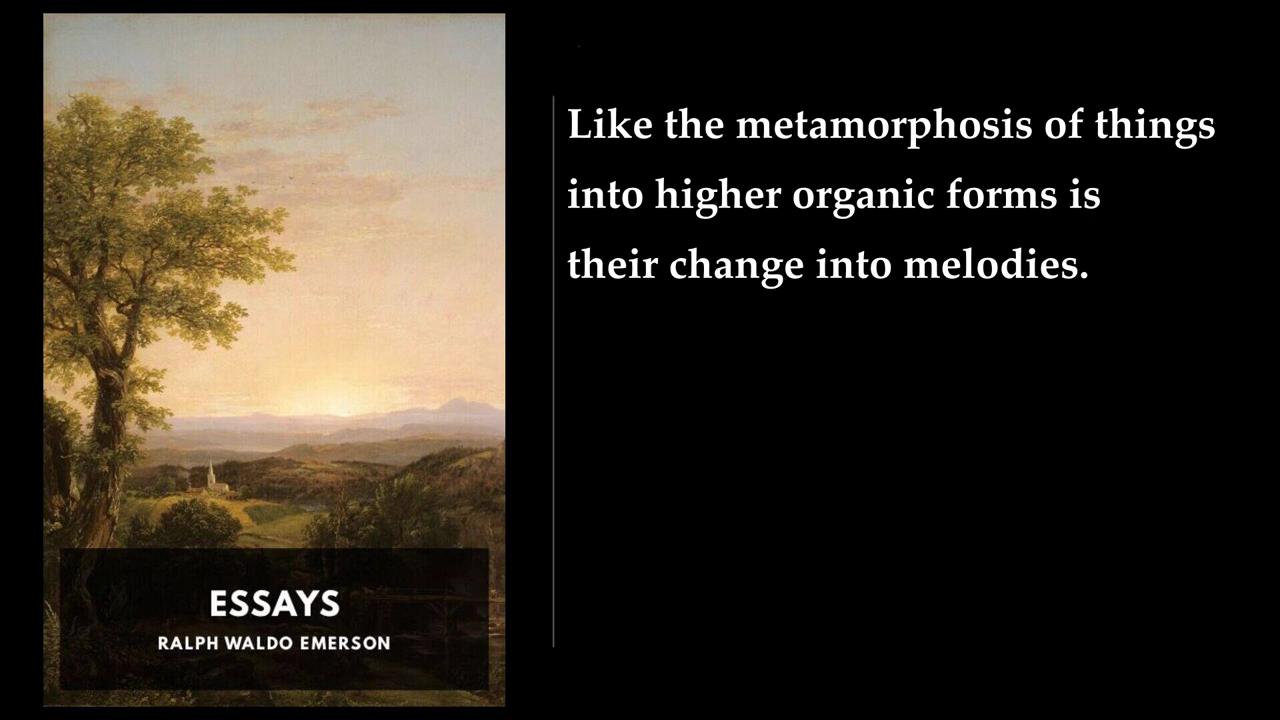 Like the metamorphosis of things
into higher organic forms is
their change into melodies.
ESSAYS
RALPH WALDO EMERSON